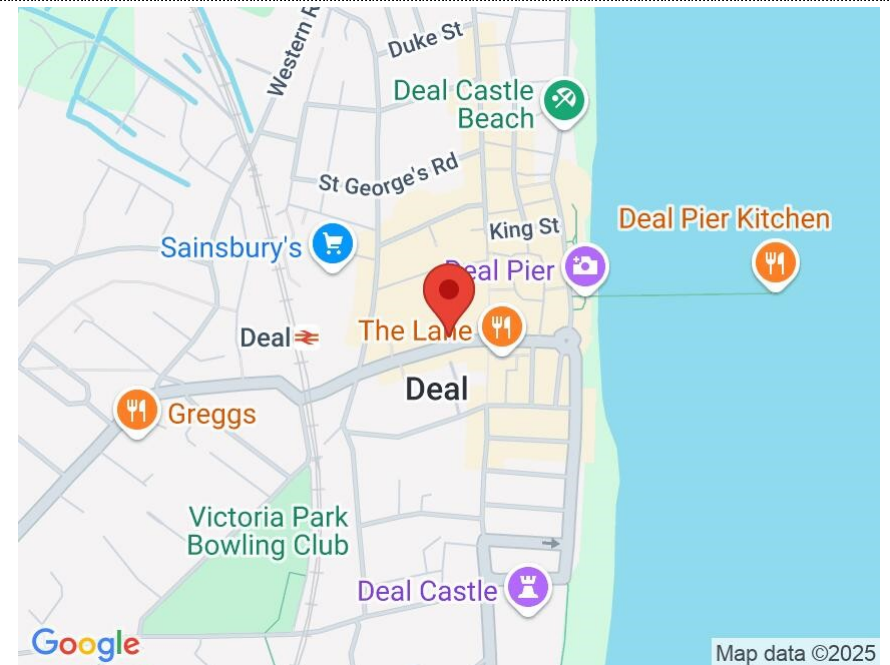 Western R
Duke St
Deal Castle
Beach
St George's Rd
King St
Deal Pier Kitchen
Sainsbury's
Deal Pier
Deal
The Lane
Deal
Greggs
Victoria Park
Bowling Club
Deal Castle
Google
Map data ©2025